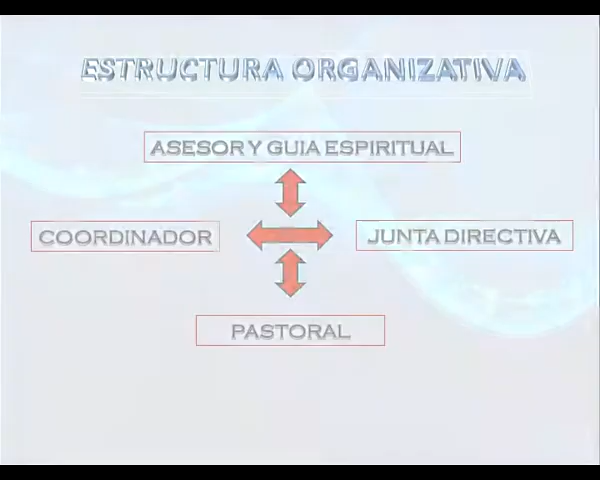 ESTRUCTURA ORGANIZATIVA
ASESOR Y GUIA ESPIRITUAL
COORDINADOR
JUNTA DIRECTIVA
PASTORAL